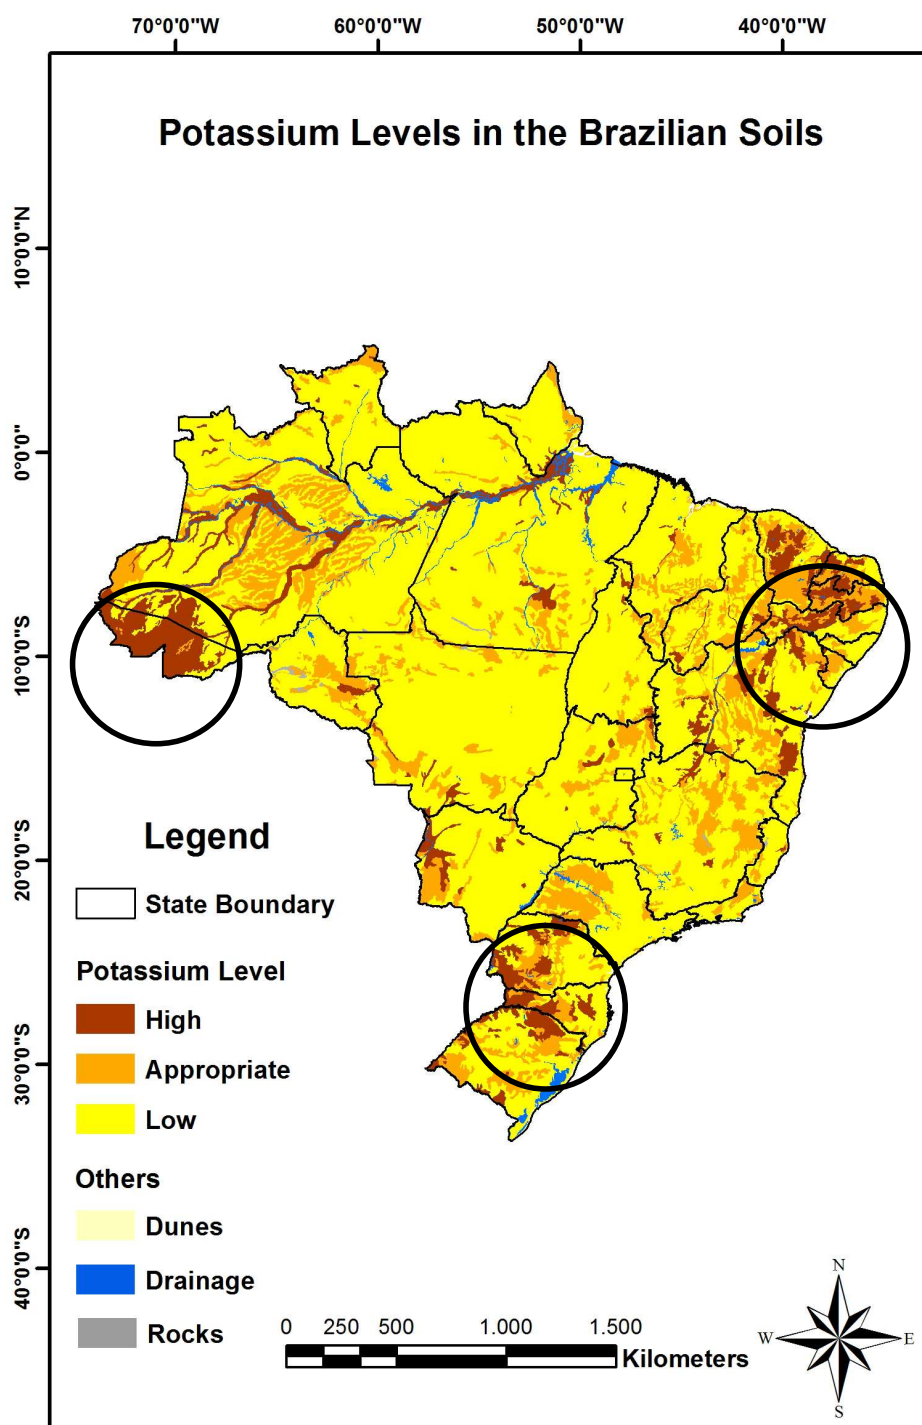 70°0'0"W 60°0'0"W 50°0'0"W 40°0'0"W
Potassium Levels in the Brazilian Soils
10°0'0"N
0°0'0"
10°0'0"S
20°0'0"S
30°0'0"S
40°0'0"S
Legend
State Boundary
Potassium Level
High
Appropriate
Low
Others
Dunes
Drainage
Rocks
0 250 500 1.000 1.500
Kilometers
N
W E
S